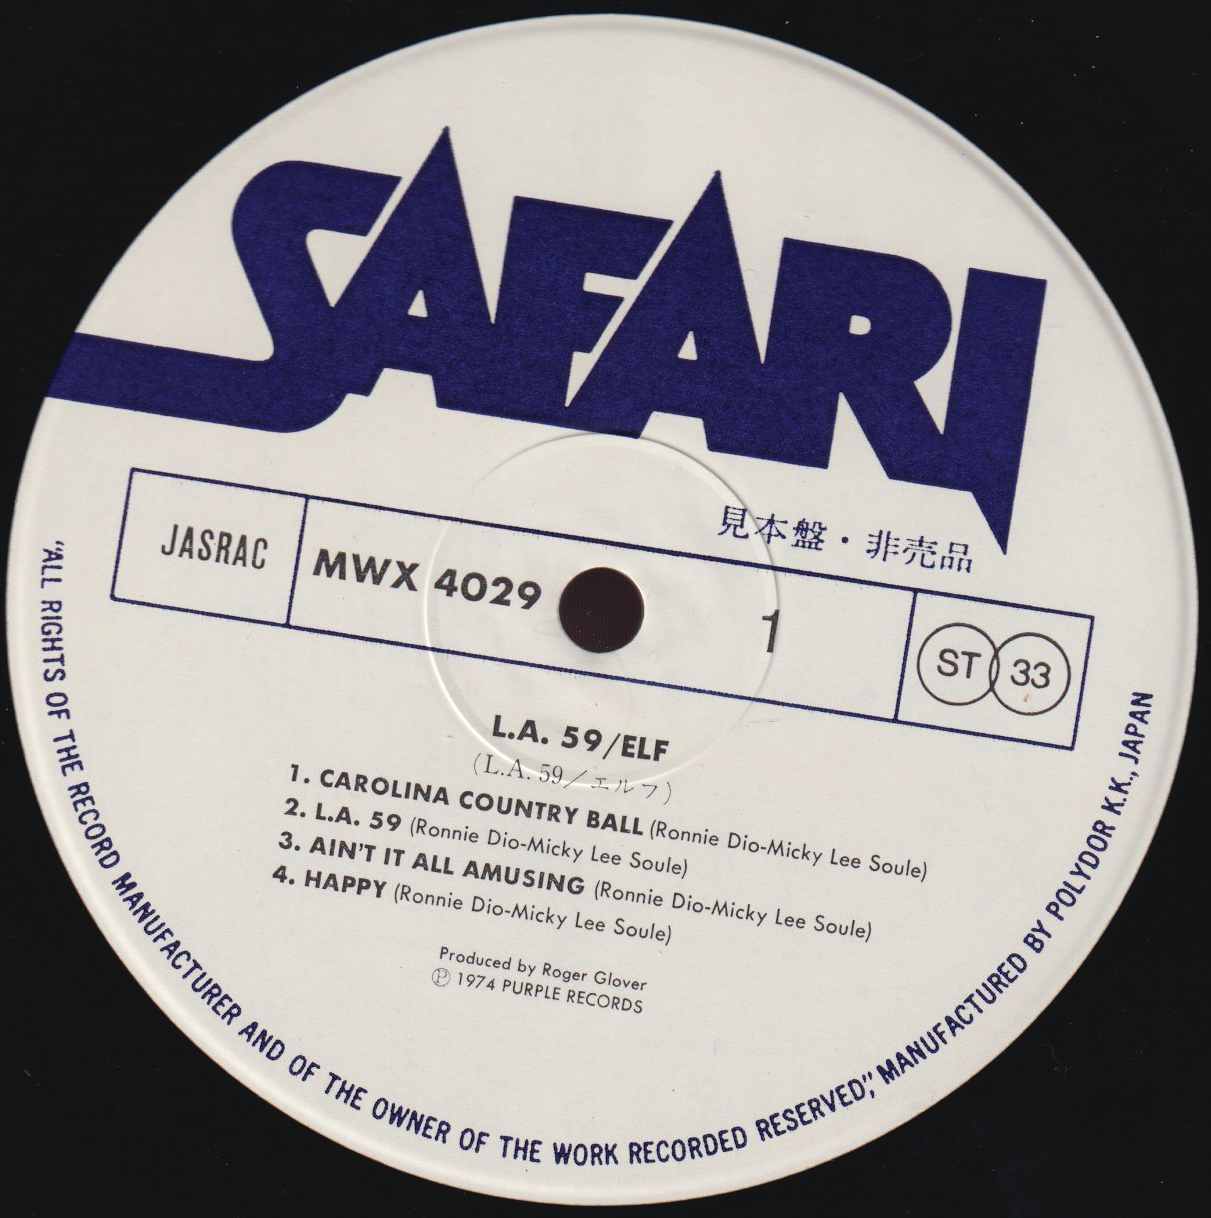 SAFARI
見本盤・非売品
JASRAC
MWX 4029
1
ST 33
L.A. 59/ELF
(L.A. 59/エルフ)
1. CAROLINA COUNTRY BALL (Ronnie Dio-Micky Lee Soule)
2. L.A. 59 (Ronnie Dio-Micky Lee Soule)
3. AIN'T IT ALL AMUSING (Ronnie Dio-Micky Lee Soule)
4. HAPPY (Ronnie Dio-Micky Lee Soule)
Produced by Roger Glover
℗ 1974 PURPLE RECORDS
"ALL RIGHTS OF THE RECORD MANUFACTURER AND OF THE OWNER OF THE WORK RECORDED RESERVED," MANUFACTURED BY POLYDOR K.K., JAPAN